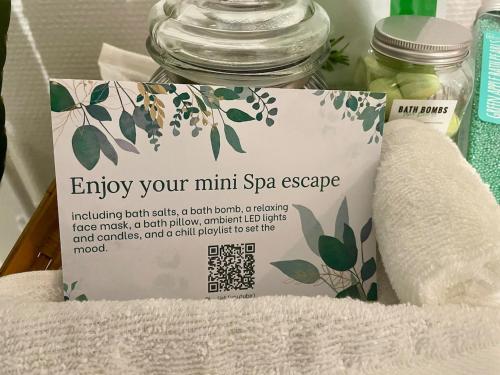 BATH BOMBS
Enjoy your mini Spa escape
including bath salts, a bath bomb, a relaxing
face mask, a bath pillow, ambient LED lights
and candles, and a chill playlist to set the
mood.